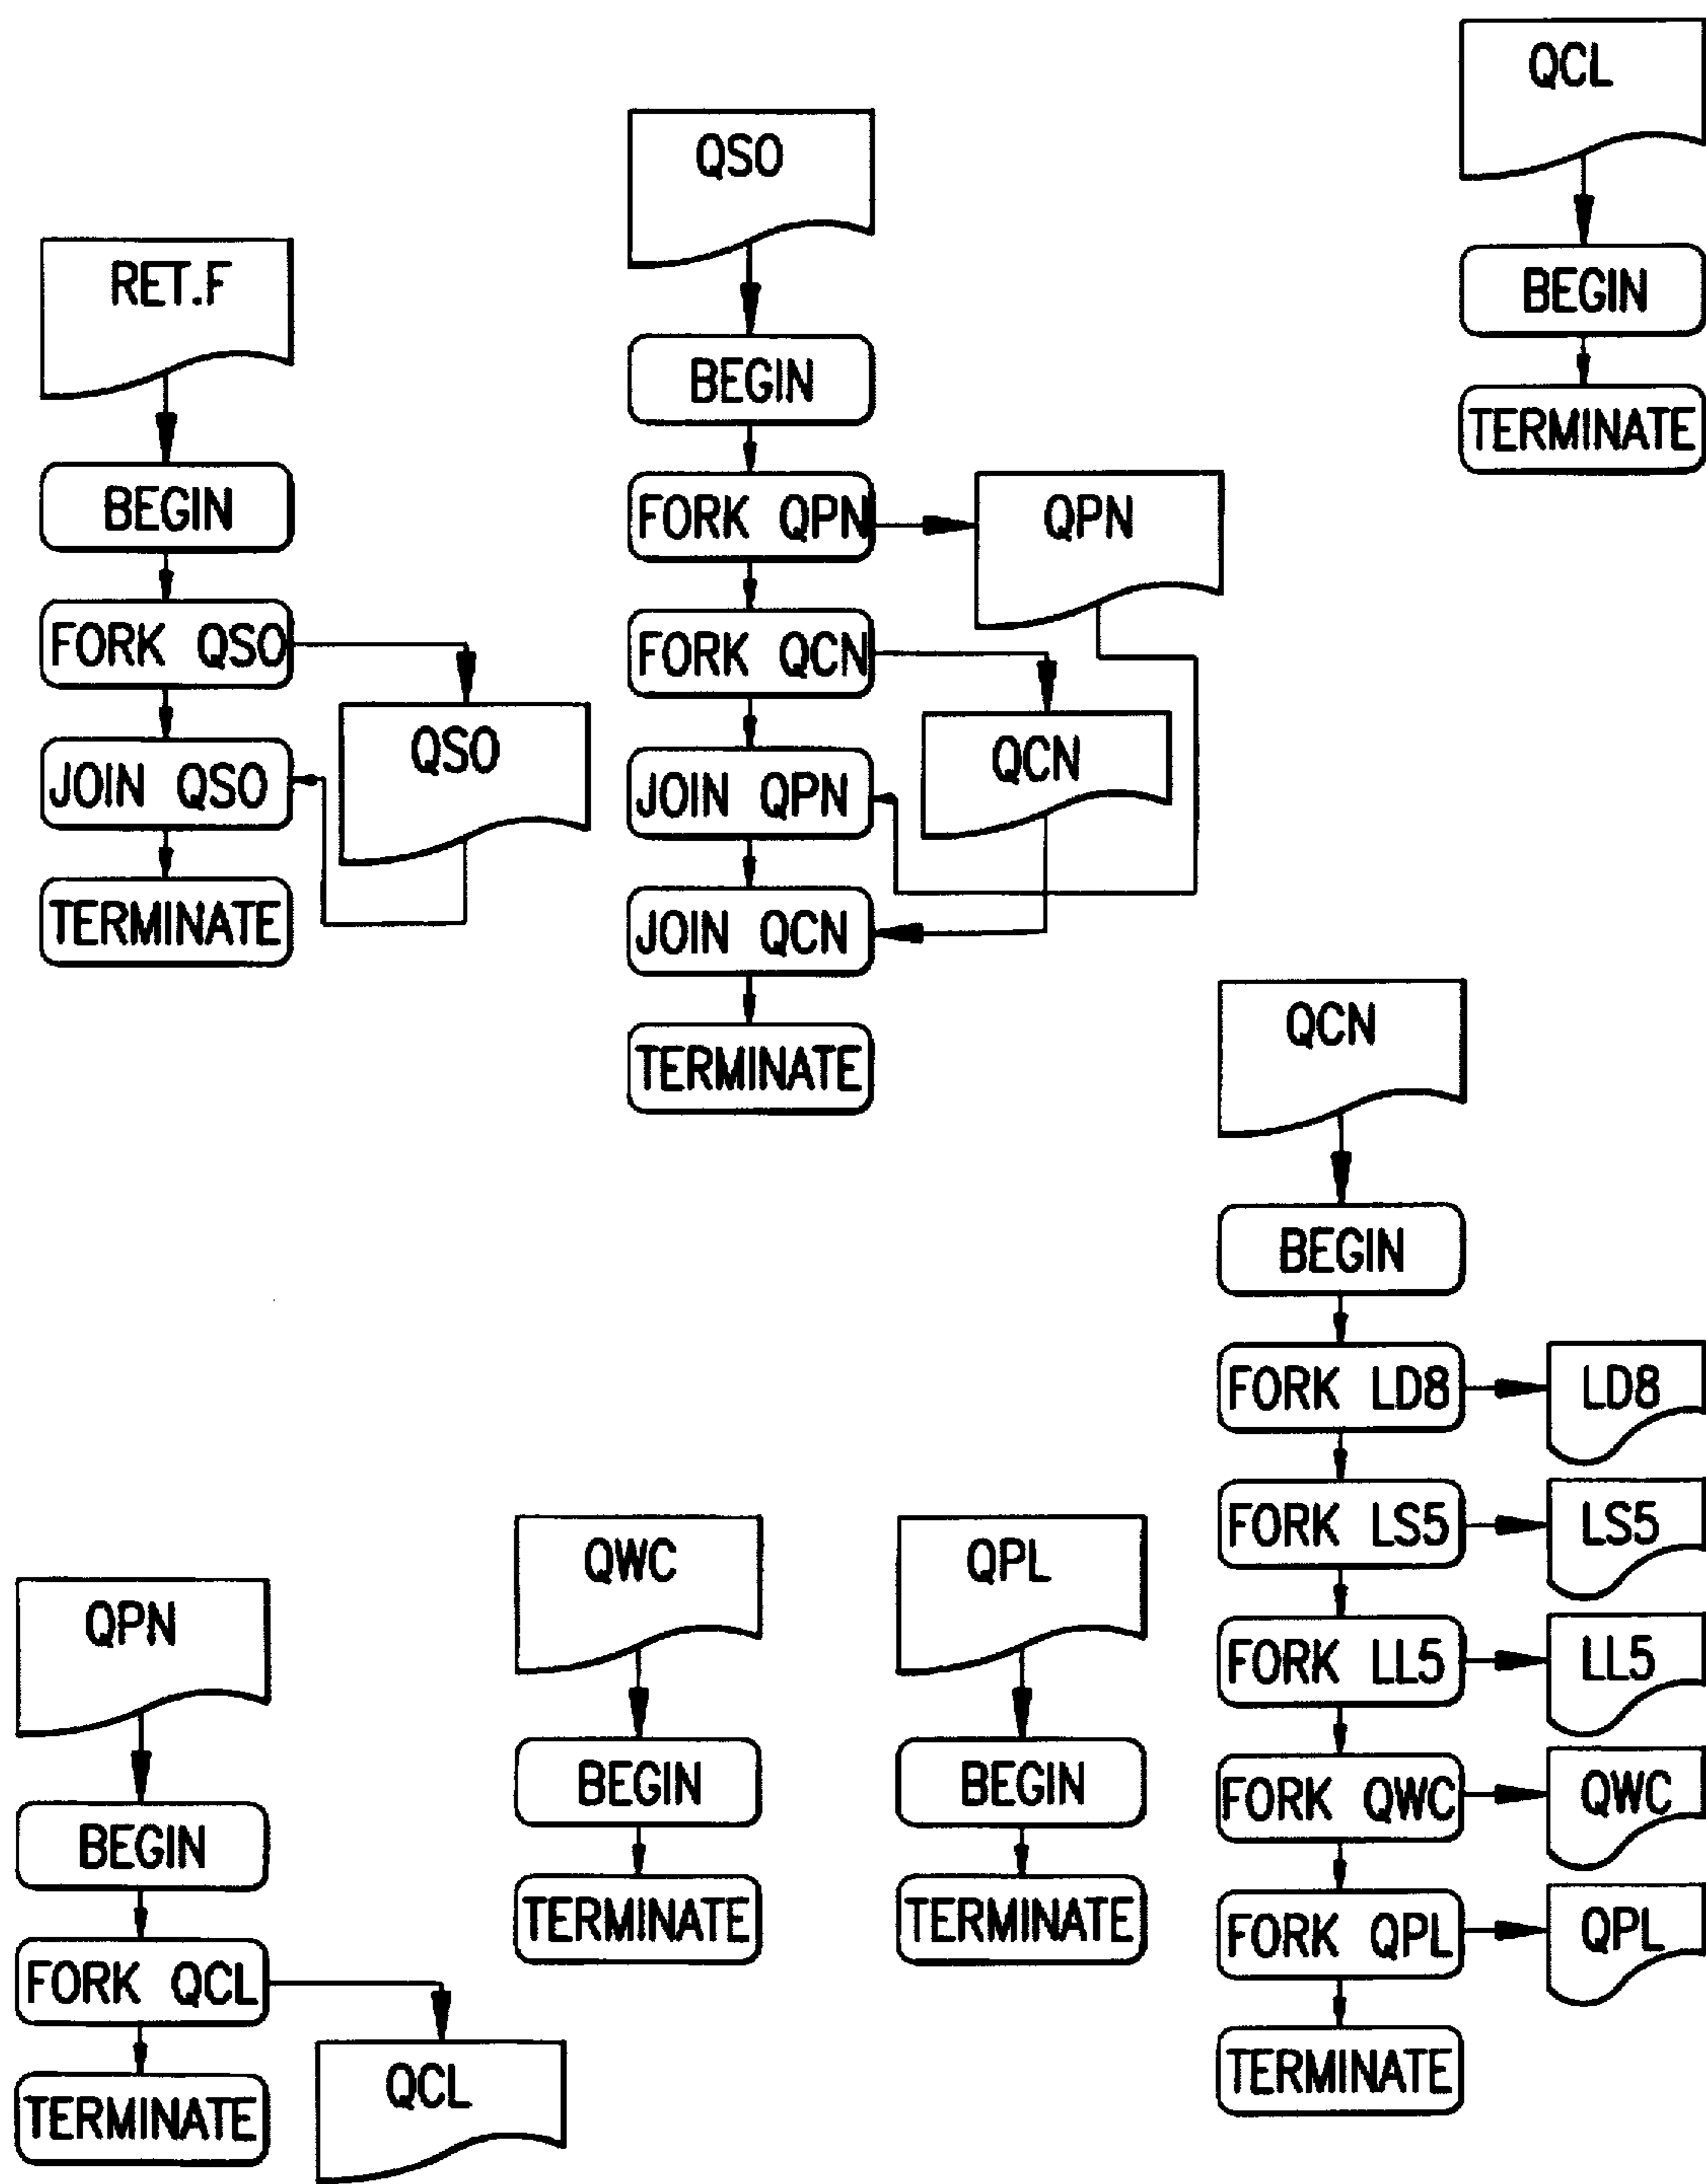 RET.F
BEGIN
FORK QSO
QSO
JOIN QSO
TERMINATE
QSO
BEGIN
FORK QPN
QPN
FORK QCN
QCN
JOIN QPN
JOIN QCN
TERMINATE
QCL
BEGIN
TERMINATE
QCN
BEGIN
FORK LD8
LD8
FORK LS5
LS5
FORK LL5
LL5
FORK QWC
QWC
FORK QPL
QPL
TERMINATE
QPN
BEGIN
FORK QCL
QCL
TERMINATE
QWC
BEGIN
TERMINATE
QPL
BEGIN
TERMINATE